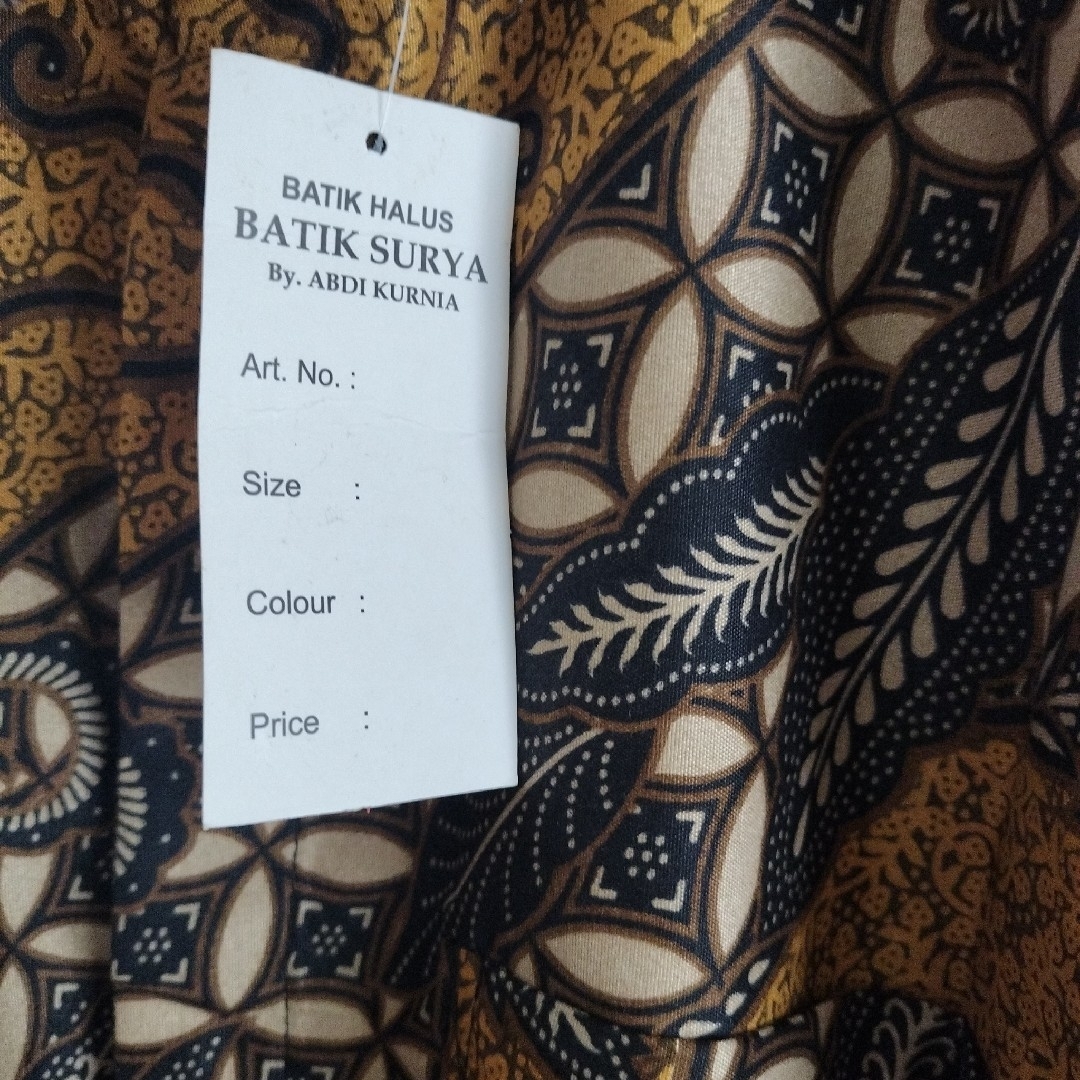 BATIK HALUS
BATIK SURYA
By. ABDI KURNIA
Art. No. :
Size :
Colour :
Price :